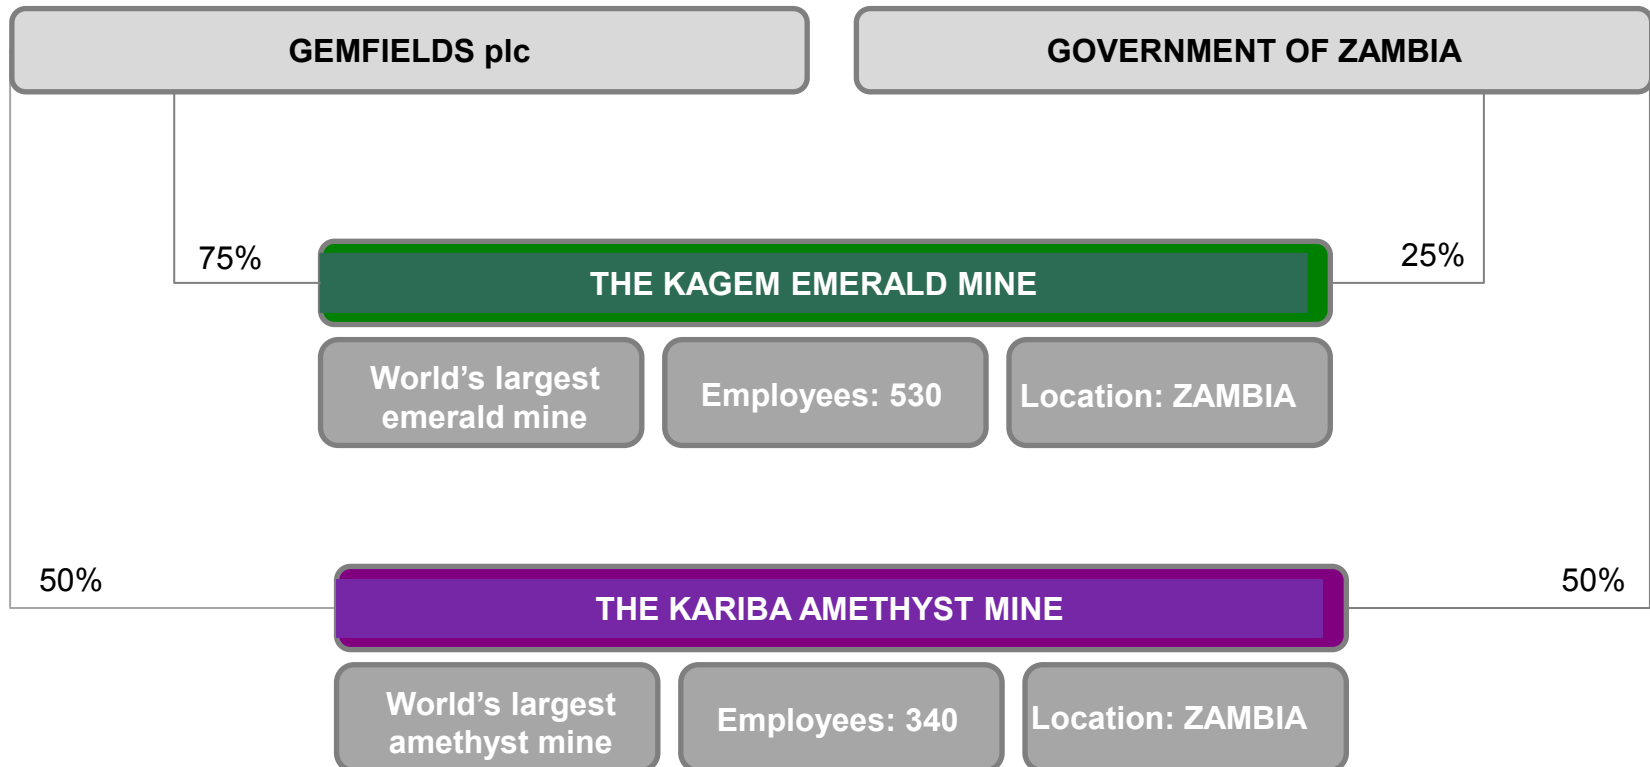 GEMFIELDS plc
GOVERNMENT OF ZAMBIA
75%
25%
THE KAGEM EMERALD MINE
World’s largest
emerald mine
Employees: 530
Location: ZAMBIA
50%
50%
THE KARIBA AMETHYST MINE
World’s largest
amethyst mine
Employees: 340
Location: ZAMBIA